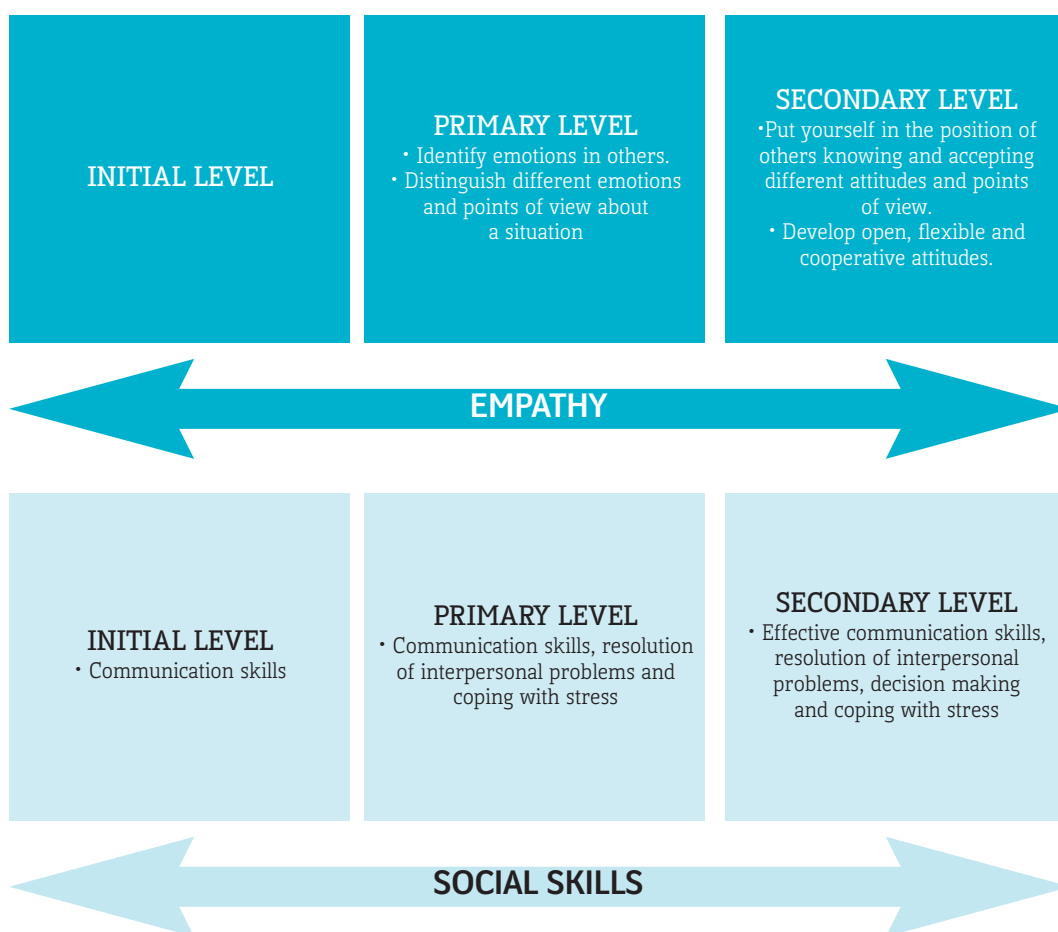 INITIAL LEVEL
PRIMARY LEVEL
• Identify emotions in others.
• Distinguish different emotions
and points of view about
a situation
SECONDARY LEVEL
•Put yourself in the position of
others knowing and accepting
different attitudes and points
of view.
• Develop open, flexible and
cooperative attitudes.
EMPATHY
INITIAL LEVEL
• Communication skills
PRIMARY LEVEL
• Communication skills, resolution
of interpersonal problems and
coping with stress
SECONDARY LEVEL
• Effective communication skills,
resolution of interpersonal
problems, decision making
and coping with stress
SOCIAL SKILLS